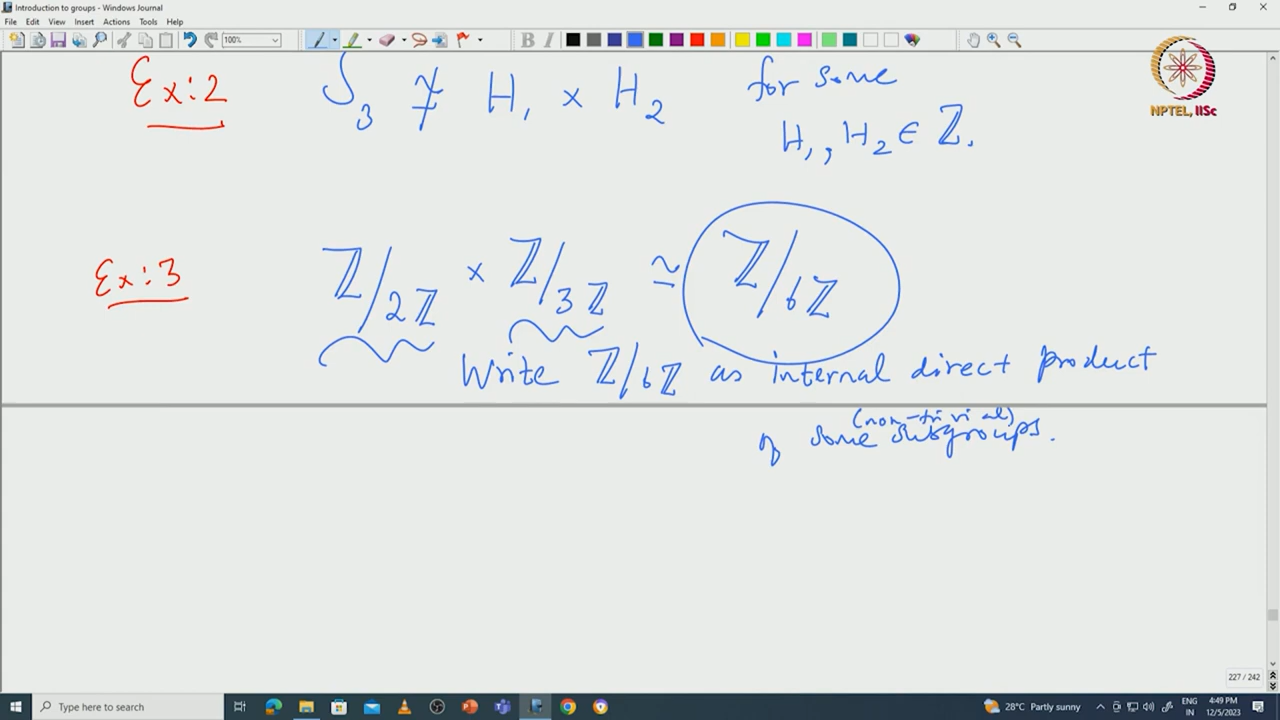 Introduction to groups - Windows Journal
File Edit View Insert Actions Tools Help
100%
B I
NPTEL, IISc
Ex:2 S₃ ≇ H₁ × H₂ for some
H₁, H₂ ∈ ℤ.
Ex:3 ℤ/2ℤ × ℤ/3ℤ ≅ ℤ/6ℤ
Write ℤ/6ℤ as internal direct product
(non-trivial)
of some subgroups.
227 / 242
Type here to search
28°C Partly sunny
ENG
IN
4:49 PM
12/5/2023